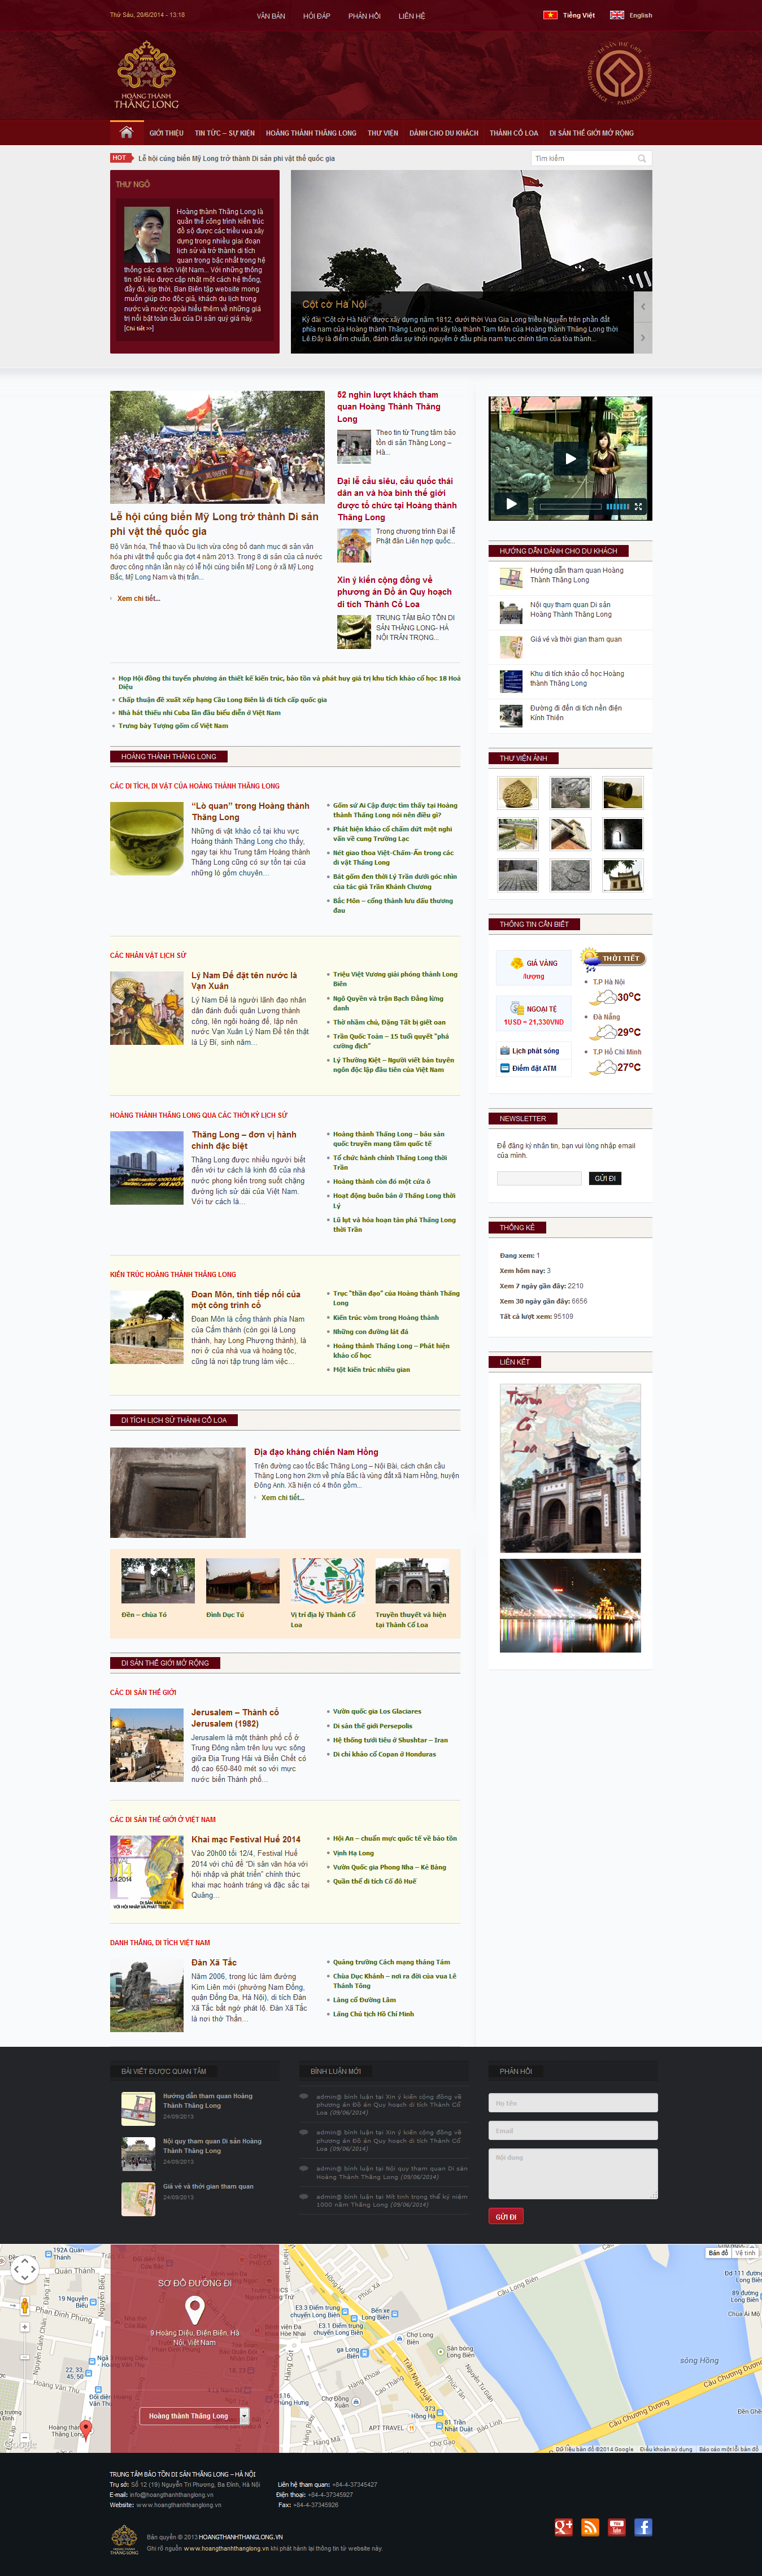 Thứ Sáu, 20/6/2014 - 13:18
VĂN BẢN
HỎI ĐÁP
PHẢN HỒI
LIÊN HỆ
Tiếng Việt
English
HOÀNG THÀNH
THĂNG LONG
GIỚI THIỆU
TIN TỨC – SỰ KIỆN
HOÀNG THÀNH THĂNG LONG
THƯ VIỆN
DÀNH CHO DU KHÁCH
THÀNH CỔ LOA
DI SẢN THẾ GIỚI MỞ RỘNG
HOT
Lễ hội cúng biển Mỹ Long trở thành Di sản phi vật thể quốc gia
Tìm kiếm
THƯ NGỎ
Hoàng thành Thăng Long là
quần thể công trình kiến trúc
đồ sộ được các triều vua xây
dựng trong nhiều giai đoạn
lịch sử và trở thành di tích
quan trọng bậc nhất trong hệ
thống các di tích Việt Nam... Với những thông
tin dữ liệu được cập nhật một cách hệ thống,
đầy đủ, kịp thời, Ban Biên tập website mong
muốn giúp cho độc giả, khách du lịch trong
nước và nước ngoài hiểu thêm về những giá
trị nổi bật toàn cầu của Di sản quý giá này.
[Chi tiết >>]
Cột cờ Hà Nội
Kỳ đài "Cột cờ Hà Nội" được xây dựng năm 1812, dưới thời Vua Gia Long triều Nguyễn trên phần đất
phía nam của Hoàng thành Thăng Long, nơi xây tòa thành Tam Môn của Hoàng thành Thăng Long thời
Lê.Đây là điểm chuẩn, đánh dấu sự khởi nguyên ở đầu phía nam trục chính tâm của tòa thành...
Lễ hội cúng biển Mỹ Long trở thành Di sản
phi vật thể quốc gia
Bộ Văn hóa, Thể thao và Du lịch vừa công bố danh mục di sản văn
hóa phi vật thể quốc gia đợt 4 năm 2013. Trong 8 di sản của cả nước
được công nhận lần này có lễ hội cúng biển Mỹ Long ở xã Mỹ Long
Bắc, Mỹ Long Nam và thị trấn...
Xem chi tiết...
52 nghìn lượt khách tham
quan Hoàng Thành Thăng
Long
Theo tin từ Trung tâm bảo
tồn di sản Thăng Long –
Hà...
Đại lễ cầu siêu, cầu quốc thái
dân an và hòa bình thế giới
được tổ chức tại Hoàng thành
Thăng Long
Trong chương trình Đại lễ
Phật đản Liên hợp quốc...
Xin ý kiến cộng đồng về
phương án Đồ án Quy hoạch
di tích Thành Cổ Loa
TRUNG TÂM BẢO TỒN DI
SẢN THĂNG LONG- HÀ
NỘI TRÂN TRỌNG...
Họp Hội đồng thi tuyển phương án thiết kế kiến trúc, bảo tồn và phát huy giá trị khu tích khảo cổ học 18 Hoàng
Diệu
Chấp thuận đề xuất xếp hạng Cầu Long Biên là di tích cấp quốc gia
Nhà hát thiếu nhi Cuba lần đầu biểu diễn ở Việt Nam
Trưng bày Tượng gốm cổ Việt Nam
HƯỚNG DẪN DÀNH CHO DU KHÁCH
Hướng dẫn tham quan Hoàng
Thành Thăng Long
Nội quy tham quan Di sản
Hoàng Thành Thăng Long
Giá vé và thời gian tham quan
Khu di tích khảo cổ học Hoàng
thành Thăng Long
Đường đi đến di tích nền điện
Kính Thiên
HOÀNG THÀNH THĂNG LONG
CÁC DI TÍCH, DI VẬT CỦA HOÀNG THÀNH THĂNG LONG
"Lò quan" trong Hoàng thành
Thăng Long
Những di vật khảo cổ tại khu vực
Hoàng thành Thăng Long cho thấy,
ngay tại khu Trung tâm Hoàng thành
Thăng Long cũng có sự tồn tại của
những lò gốm chuyên...
Gốm sứ Ai Cập được tìm thấy tại Hoàng
thành Thăng Long nói nên điều gì?
Phát hiện khảo cổ chấm dứt một nghi
vấn về cung Trường Lạc
Nét giao thoa Việt-Chăm-Ấn trong các
di vật Thăng Long
Bát gốm đen thời Lý Trần dưới góc nhìn
của tác giả Trần Khánh Chương
Bắc Môn – cổng thành lưu dấu thương
đau
CÁC NHÂN VẬT LỊCH SỬ
Lý Nam Đế đặt tên nước là
Vạn Xuân
Lý Nam Đế là người lãnh đạo nhân
dân đánh đuổi quân Lương thành
công, lên ngôi hoàng đế, lập nên
nước Vạn Xuân Lý Nam Đế tên thật
là Lý Bí, sinh năm...
Triệu Việt Vương giải phóng thành Long
Biên
Ngô Quyền và trận Bạch Đằng lừng
danh
Thờ nhầm chủ, Đặng Tất bị giết oan
Trần Quốc Toản – 15 tuổi quyết "phá
cường địch"
Lý Thường Kiệt – Người viết bản tuyên
ngôn độc lập đầu tiên của Việt Nam
HOÀNG THÀNH THĂNG LONG QUA CÁC THỜI KỲ LỊCH SỬ
Thăng Long – đơn vị hành
chính đặc biệt
Thăng Long được nhiều người biết
đến với tư cách là kinh đô của nhà
nước phong kiến trong suốt chặng
đường lịch sử dài của Việt Nam.
Với tư cách là...
Hoàng thành Thăng Long – báu sản
quốc truyền mang tầm quốc tế
Tổ chức hành chính Thăng Long thời
Trần
Hoàng thành còn đó một cửa ô
Hoạt động buôn bán ở Thăng Long thời
Lý
Lũ lụt và hỏa hoạn tàn phá Thăng Long
thời Trần
KIẾN TRÚC HOÀNG THÀNH THĂNG LONG
Đoan Môn, tính tiếp nối của
một công trình cổ
Đoan Môn là cổng thành phía Nam
của Cấm thành (còn gọi là Long
thành, hay Long Phượng thành), là
nơi ở của nhà vua và hoàng tộc,
cũng là nơi tập trung làm việc...
Trục "thần đạo" của Hoàng thành Thăng
Long
Kiến trúc vòm trong Hoàng thành
Những con đường lát đá
Hoàng thành Thăng Long – Phát hiện
khảo cổ học
Một kiến trúc nhiều gian
THƯ VIỆN ẢNH
THÔNG TIN CẦN BIẾT
GIÁ VÀNG
/lượng
NGOẠI TỆ
1USD = 21,330VND
Lịch phát sóng
Điểm đặt ATM
THỜI TIẾT
T.P Hà Nội
30°C
Đà Nẵng
29°C
T.P Hồ Chí Minh
27°C
NEWSLETTER
Để đăng ký nhận tin, bạn vui lòng nhập email
của mình.
GỬI ĐI
THỐNG KÊ
Đang xem: 1
Xem hôm nay: 3
Xem 7 ngày gần đây: 2210
Xem 30 ngày gần đây: 6656
Tất cả lượt xem: 95109
LIÊN KẾT
Thành
Cổ
Loa
DI TÍCH LỊCH SỬ THÀNH CỔ LOA
Địa đạo kháng chiến Nam Hồng
Trên đường cao tốc Bắc Thăng Long – Nội Bài, cách chân cầu
Thăng Long hơn 2km về phía Bắc là vùng đất xã Nam Hồng, huyện
Đông Anh. Xã hiện có 4 thôn gồm...
Xem chi tiết...
Đền – chùa Tó
Đình Dục Tú
Vị trí địa lý Thành Cổ
Loa
Truyền thuyết và hiện
tại Thành Cổ Loa
DI SẢN THẾ GIỚI MỞ RỘNG
CÁC DI SẢN THẾ GIỚI
Jerusalem – Thành cổ
Jerusalem (1982)
Jerusalem là một thành phố cổ ở
Trung Đông nằm trên lưu vực sông
giữa Địa Trung Hải và Biển Chết có
độ cao 650-840 mét so với mực
nước biển Thành phố...
Vườn quốc gia Los Glaciares
Di sản thế giới Persepolis
Hệ thống tưới tiêu ở Shushtar – Iran
Di chỉ khảo cổ Copan ở Honduras
CÁC DI SẢN THẾ GIỚI Ở VIỆT NAM
Khai mạc Festival Huế 2014
Vào 20h00 tối 12/4, Festival Huế
2014 với chủ đề "Di sản văn hóa với
hội nhập và phát triển" chính thức
khai mạc hoành tráng và đặc sắc tại
Quảng...
Hội An – chuẩn mực quốc tế về bảo tồn
Vịnh Hạ Long
Vườn Quốc gia Phong Nha – Kẻ Bàng
Quần thể di tích Cố đô Huế
DANH THẮNG, DI TÍCH VIỆT NAM
Đàn Xã Tắc
Năm 2006, trong lúc làm đường
Kim Liên mới (phường Nam Đồng,
quận Đống Đa, Hà Nội), di tích Đàn
Xã Tắc bất ngờ phát lộ. Đàn Xã Tắc
là nơi thờ Thần...
Quảng trường Cách mạng tháng Tám
Chùa Dục Khánh – nơi ra đời của vua Lê
Thánh Tông
Làng cổ Đường Lâm
Lăng Chủ tịch Hồ Chí Minh
BÀI VIẾT ĐƯỢC QUAN TÂM
Hướng dẫn tham quan Hoàng
Thành Thăng Long
24/09/2013
Nội quy tham quan Di sản Hoàng
Thành Thăng Long
24/09/2013
Giá vé và thời gian tham quan
24/09/2013
BÌNH LUẬN MỚI
admin@ bình luận tại Xin ý kiến cộng đồng về
phương án Đồ án Quy hoạch di tích Thành Cổ
Loa (09/06/2014)
admin@ bình luận tại Xin ý kiến cộng đồng về
phương án Đồ án Quy hoạch di tích Thành Cổ
Loa (09/06/2014)
admin@ bình luận tại Nội quy tham quan Di sản
Hoàng Thành Thăng Long (09/06/2014)
admin@ bình luận tại Mít tinh trọng thể kỷ niệm
1000 năm Thăng Long (09/06/2014)
PHẢN HỒI
Họ tên
Email
Nội dung
GỬI ĐI
SƠ ĐỒ ĐƯỜNG ĐI
9 Hoàng Diệu, Điện Biên, Hà
Nội, Việt Nam
Hoàng thành Thăng Long
Bản đồ
Vệ tinh
Cầu Long Biên
Cầu Chương Dương
sông Hồng
Chợ Long
Biên
Trần Nhật Duật
Chợ Đồng
Xuân
A.P.T TRAVEL
Google
Dữ liệu bản đồ ©2014 Google
Điều khoản sử dụng
Báo cáo một lỗi bản đồ
TRUNG TÂM BẢO TỒN DI SẢN THĂNG LONG – HÀ NỘI
Trụ sở: Số 12 (19) Nguyễn Tri Phương, Ba Đình, Hà Nội
Liên hệ tham quan: +84-4-37345427
E-mail: info@hoangthanhthanglong.vn
Điện thoại: +84-4-37345927
Website: www.hoangthanhthanglong.vn
Fax: +84-4-37345926
Bản quyền © 2013 HOANGTHANHTHANGLONG.VN
Ghi rõ nguồn www.hoangthanhthanglong.vn khi phát hành lại thông tin từ website này.